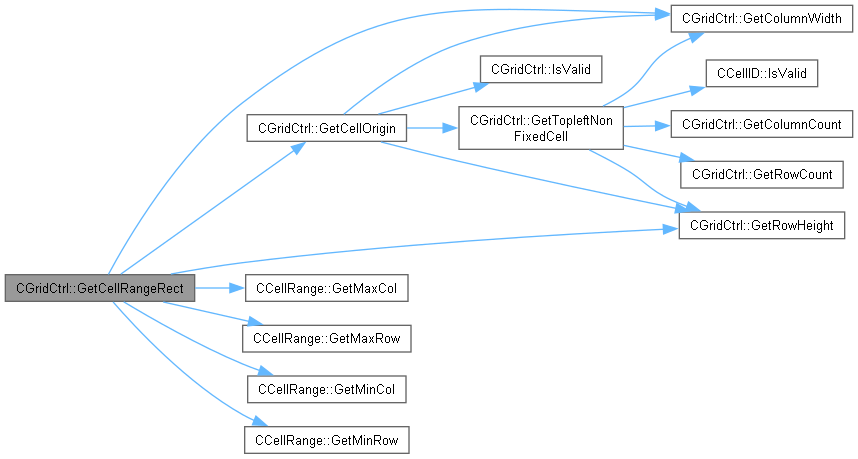 CGridCtrl::GetColumnWidth
CGridCtrl::IsValid
CCellID::IsValid
CGridCtrl::GetCellOrigin
CGridCtrl::GetTopleftNon
FixedCell
CGridCtrl::GetColumnCount
CGridCtrl::GetRowCount
CGridCtrl::GetRowHeight
CGridCtrl::GetCellRangeRect
CCellRange::GetMaxCol
CCellRange::GetMaxRow
CCellRange::GetMinCol
CCellRange::GetMinRow